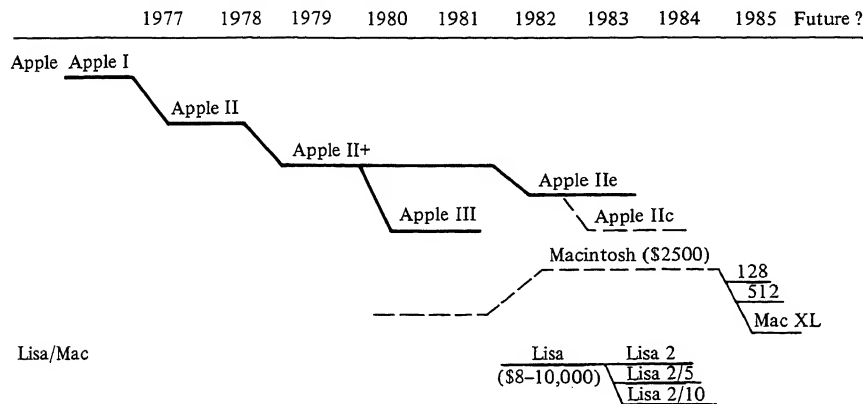 1977 1978 1979 1980 1981 1982 1983 1984 1985 Future ?
Apple Apple I
Apple II
Apple II+
Apple IIe
Apple III
Apple IIc
Macintosh ($2500)
128
512
Mac XL
Lisa/Mac
Lisa
Lisa 2
($8–10,000)
Lisa 2/5
Lisa 2/10